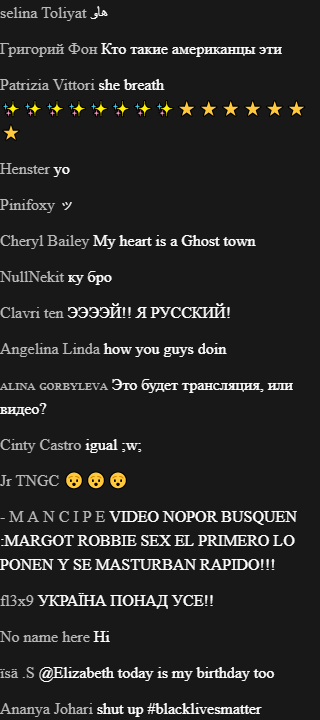 selina Toliyat هاى
Григорий Фон Кто такие американцы эти
Patrizia Vittori she breath
✨✨✨✨✨✨✨✨⭐⭐⭐⭐⭐⭐
⭐
Henster yo
Pinifoxy ッ
Cheryl Bailey My heart is a Ghost town
NullNekit ку бро
Clavri ten ЭЭЭЭЙ!! Я РУССКИЙ!
Angelina Linda how you guys doin
ᴀʟɪɴᴀ ɢᴏʀʙʏʟᴇᴠᴀ Это будет трансляция, или
видео?
Cinty Castro igual ;w;
Jr TNGC 😯😯😯
- M A N C I P E VIDEO NOPOR BUSQUEN
:MARGOT ROBBIE SEX EL PRIMERO LO
PONEN Y SE MASTURBAN RAPIDO!!!
fl3x9 УКРАЇНА ПОНАД УСЕ!!
No name here Hi
ïsä .S @Elizabeth today is my birthday too
Ananya Johari shut up #blacklivesmatter